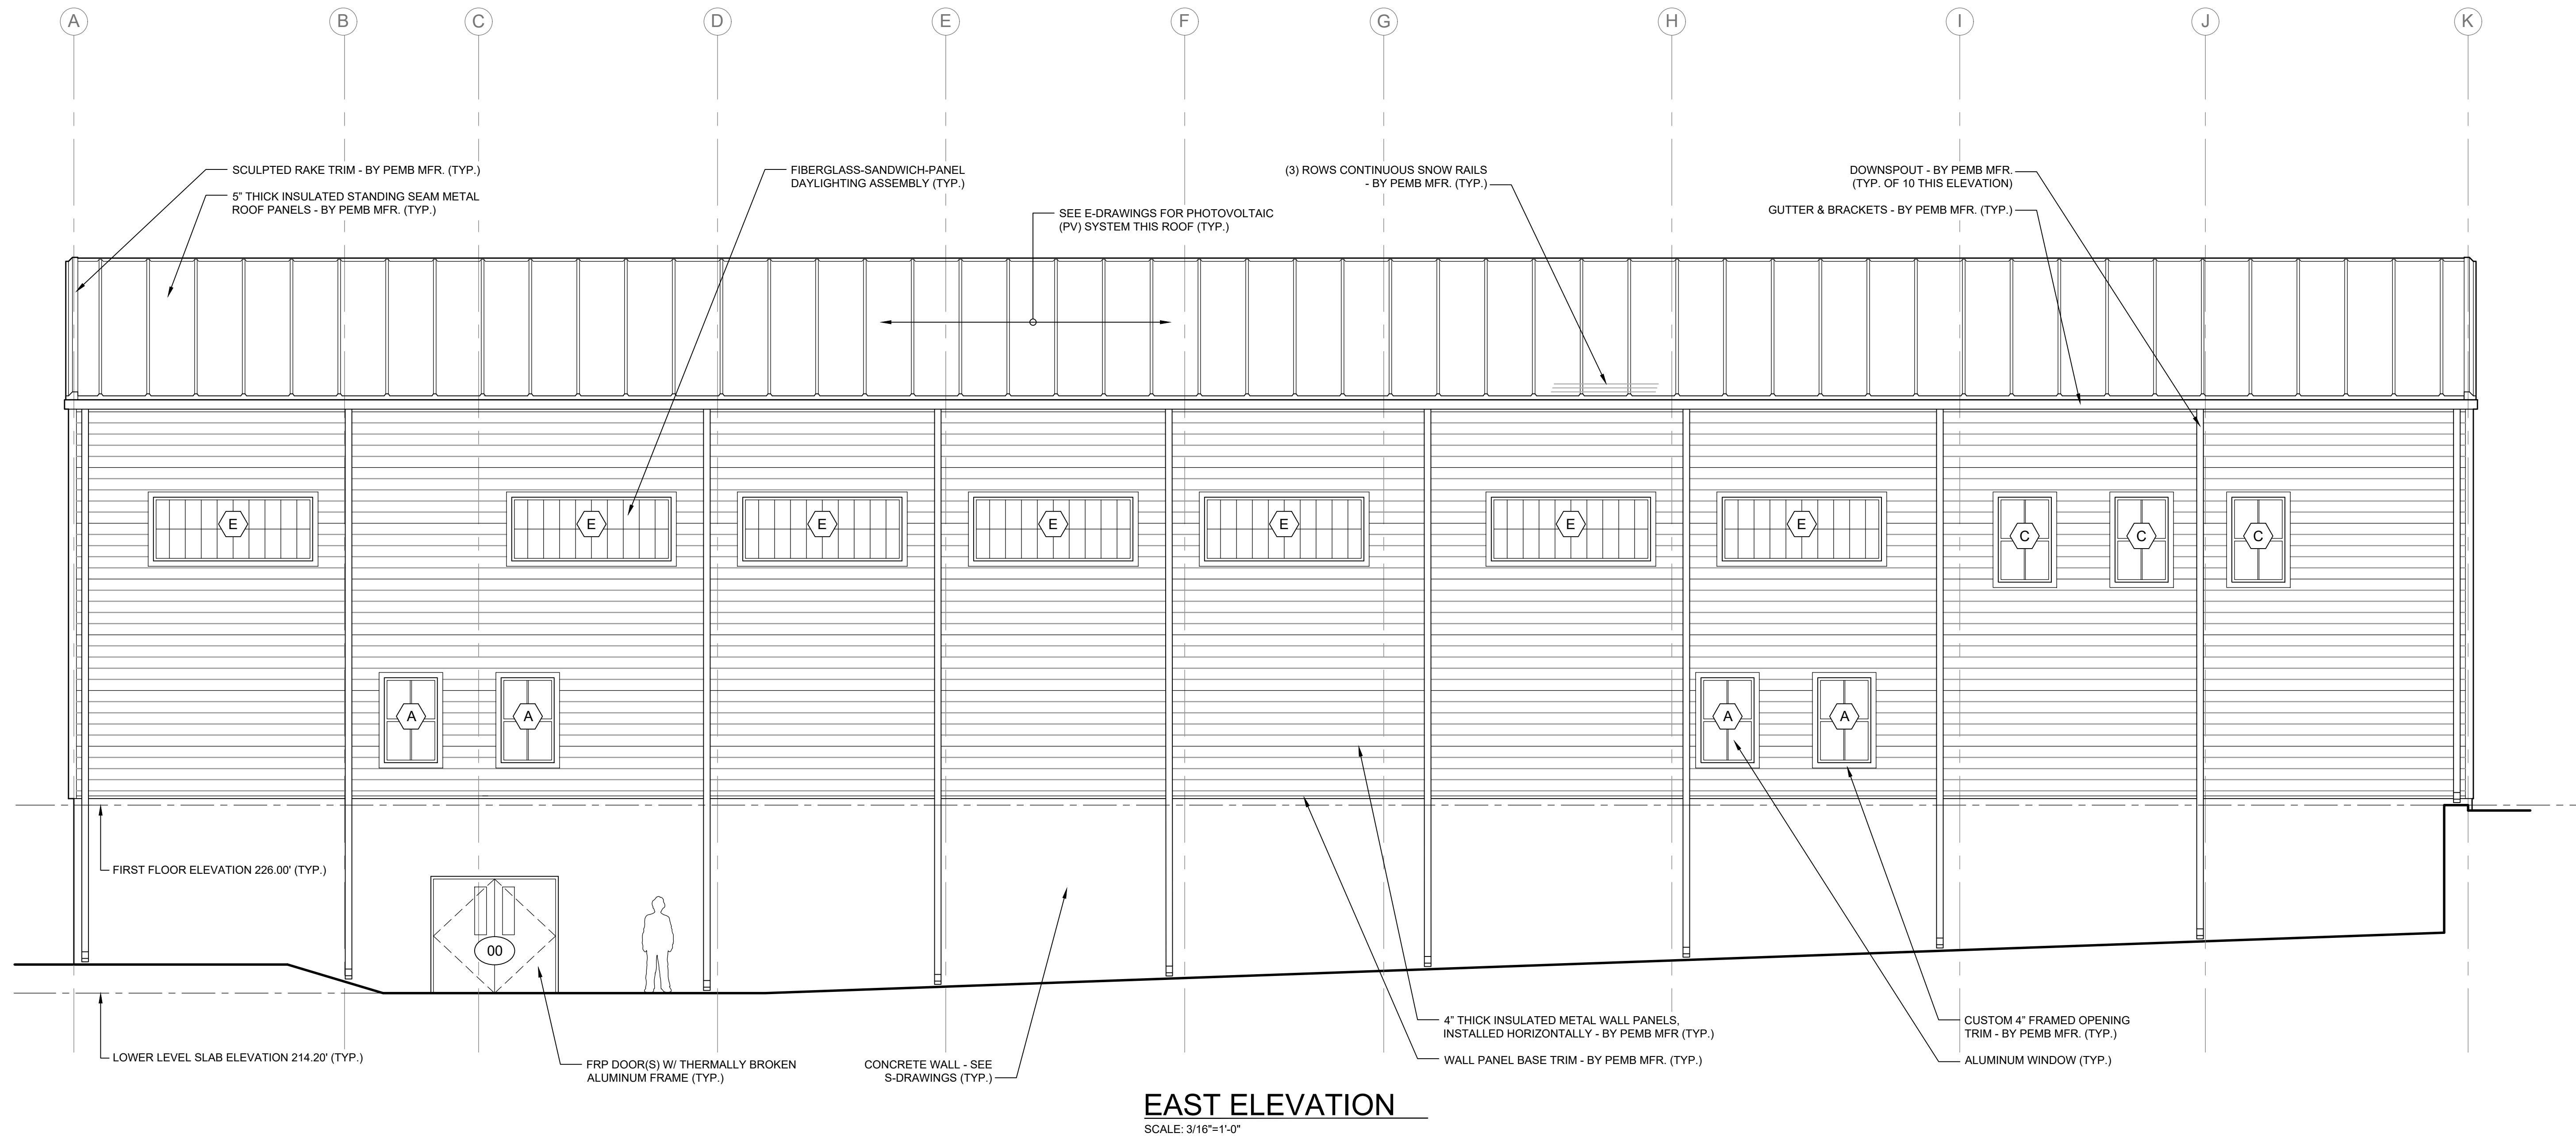 A B C D E F G H I J K
SCULPTED RAKE TRIM - BY PEMB MFR. (TYP.)
5" THICK INSULATED STANDING SEAM METAL
ROOF PANELS - BY PEMB MFR. (TYP.)
FIBERGLASS-SANDWICH-PANEL
DAYLIGHTING ASSEMBLY (TYP.)
SEE E-DRAWINGS FOR PHOTOVOLTAIC
(PV) SYSTEM THIS ROOF (TYP.)
(3) ROWS CONTINUOUS SNOW RAILS
- BY PEMB MFR. (TYP.)
DOWNSPOUT - BY PEMB MFR.
(TYP. OF 10 THIS ELEVATION)
GUTTER & BRACKETS - BY PEMB MFR. (TYP.)
E E E E E E E C C C
A A A A
FIRST FLOOR ELEVATION 226.00' (TYP.)
00
LOWER LEVEL SLAB ELEVATION 214.20' (TYP.)
FRP DOOR(S) W/ THERMALLY BROKEN
ALUMINUM FRAME (TYP.)
CONCRETE WALL - SEE
S-DRAWINGS (TYP.)
4" THICK INSULATED METAL WALL PANELS,
INSTALLED HORIZONTALLY - BY PEMB MFR (TYP.)
WALL PANEL BASE TRIM - BY PEMB MFR. (TYP.)
CUSTOM 4" FRAMED OPENING
TRIM - BY PEMB MFR. (TYP.)
ALUMINUM WINDOW (TYP.)
EAST ELEVATION
SCALE: 3/16"=1'-0"